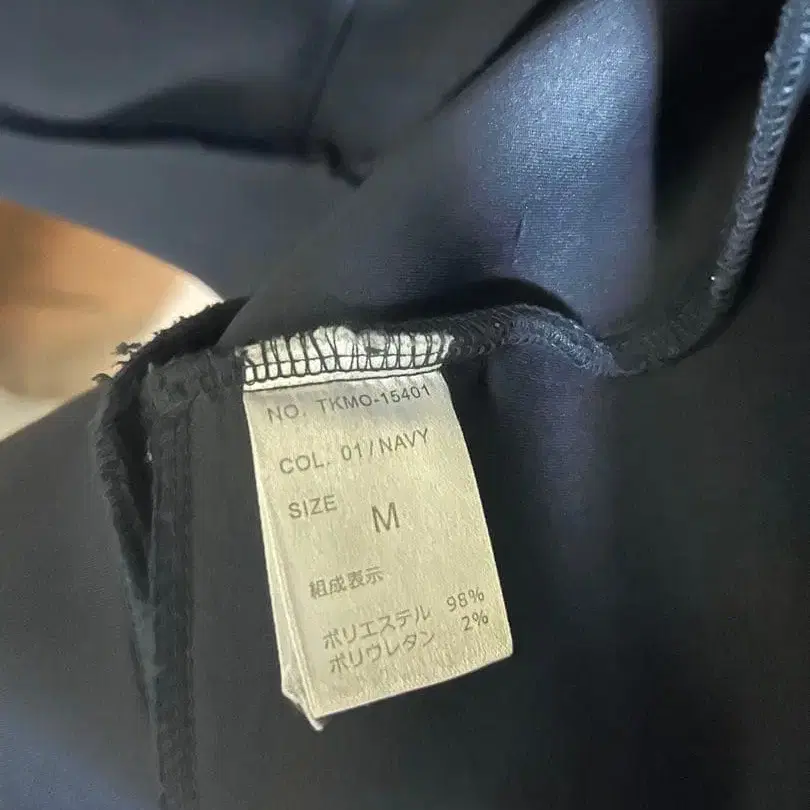 NO. TKMO-15401
COL. 01/NAVY
SIZE M
組成表示
ポリエステル 98%
ポリウレタン 2%